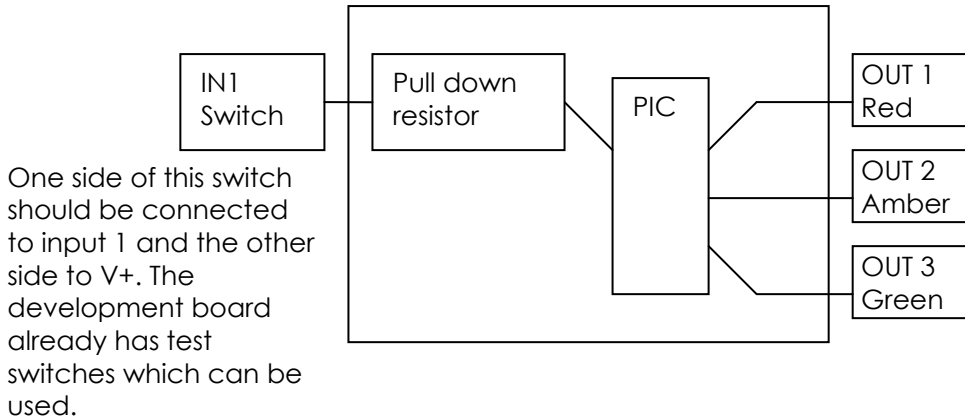 IN1
Switch
Pull down
resistor
PIC
OUT 1
Red
OUT 2
Amber
OUT 3
Green
One side of this switch
should be connected
to input 1 and the other
side to V+. The
development board
already has test
switches which can be
used.